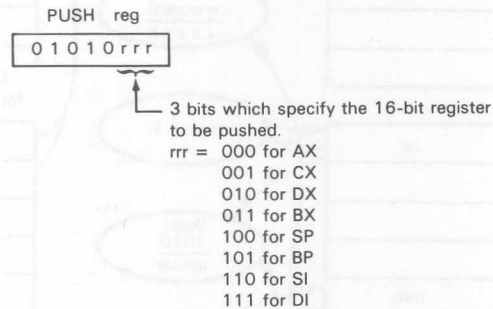 PUSH reg
0 1 0 1 0 r r r
3 bits which specify the 16-bit register
to be pushed.
rrr = 000 for AX
001 for CX
010 for DX
011 for BX
100 for SP
101 for BP
110 for SI
111 for DI